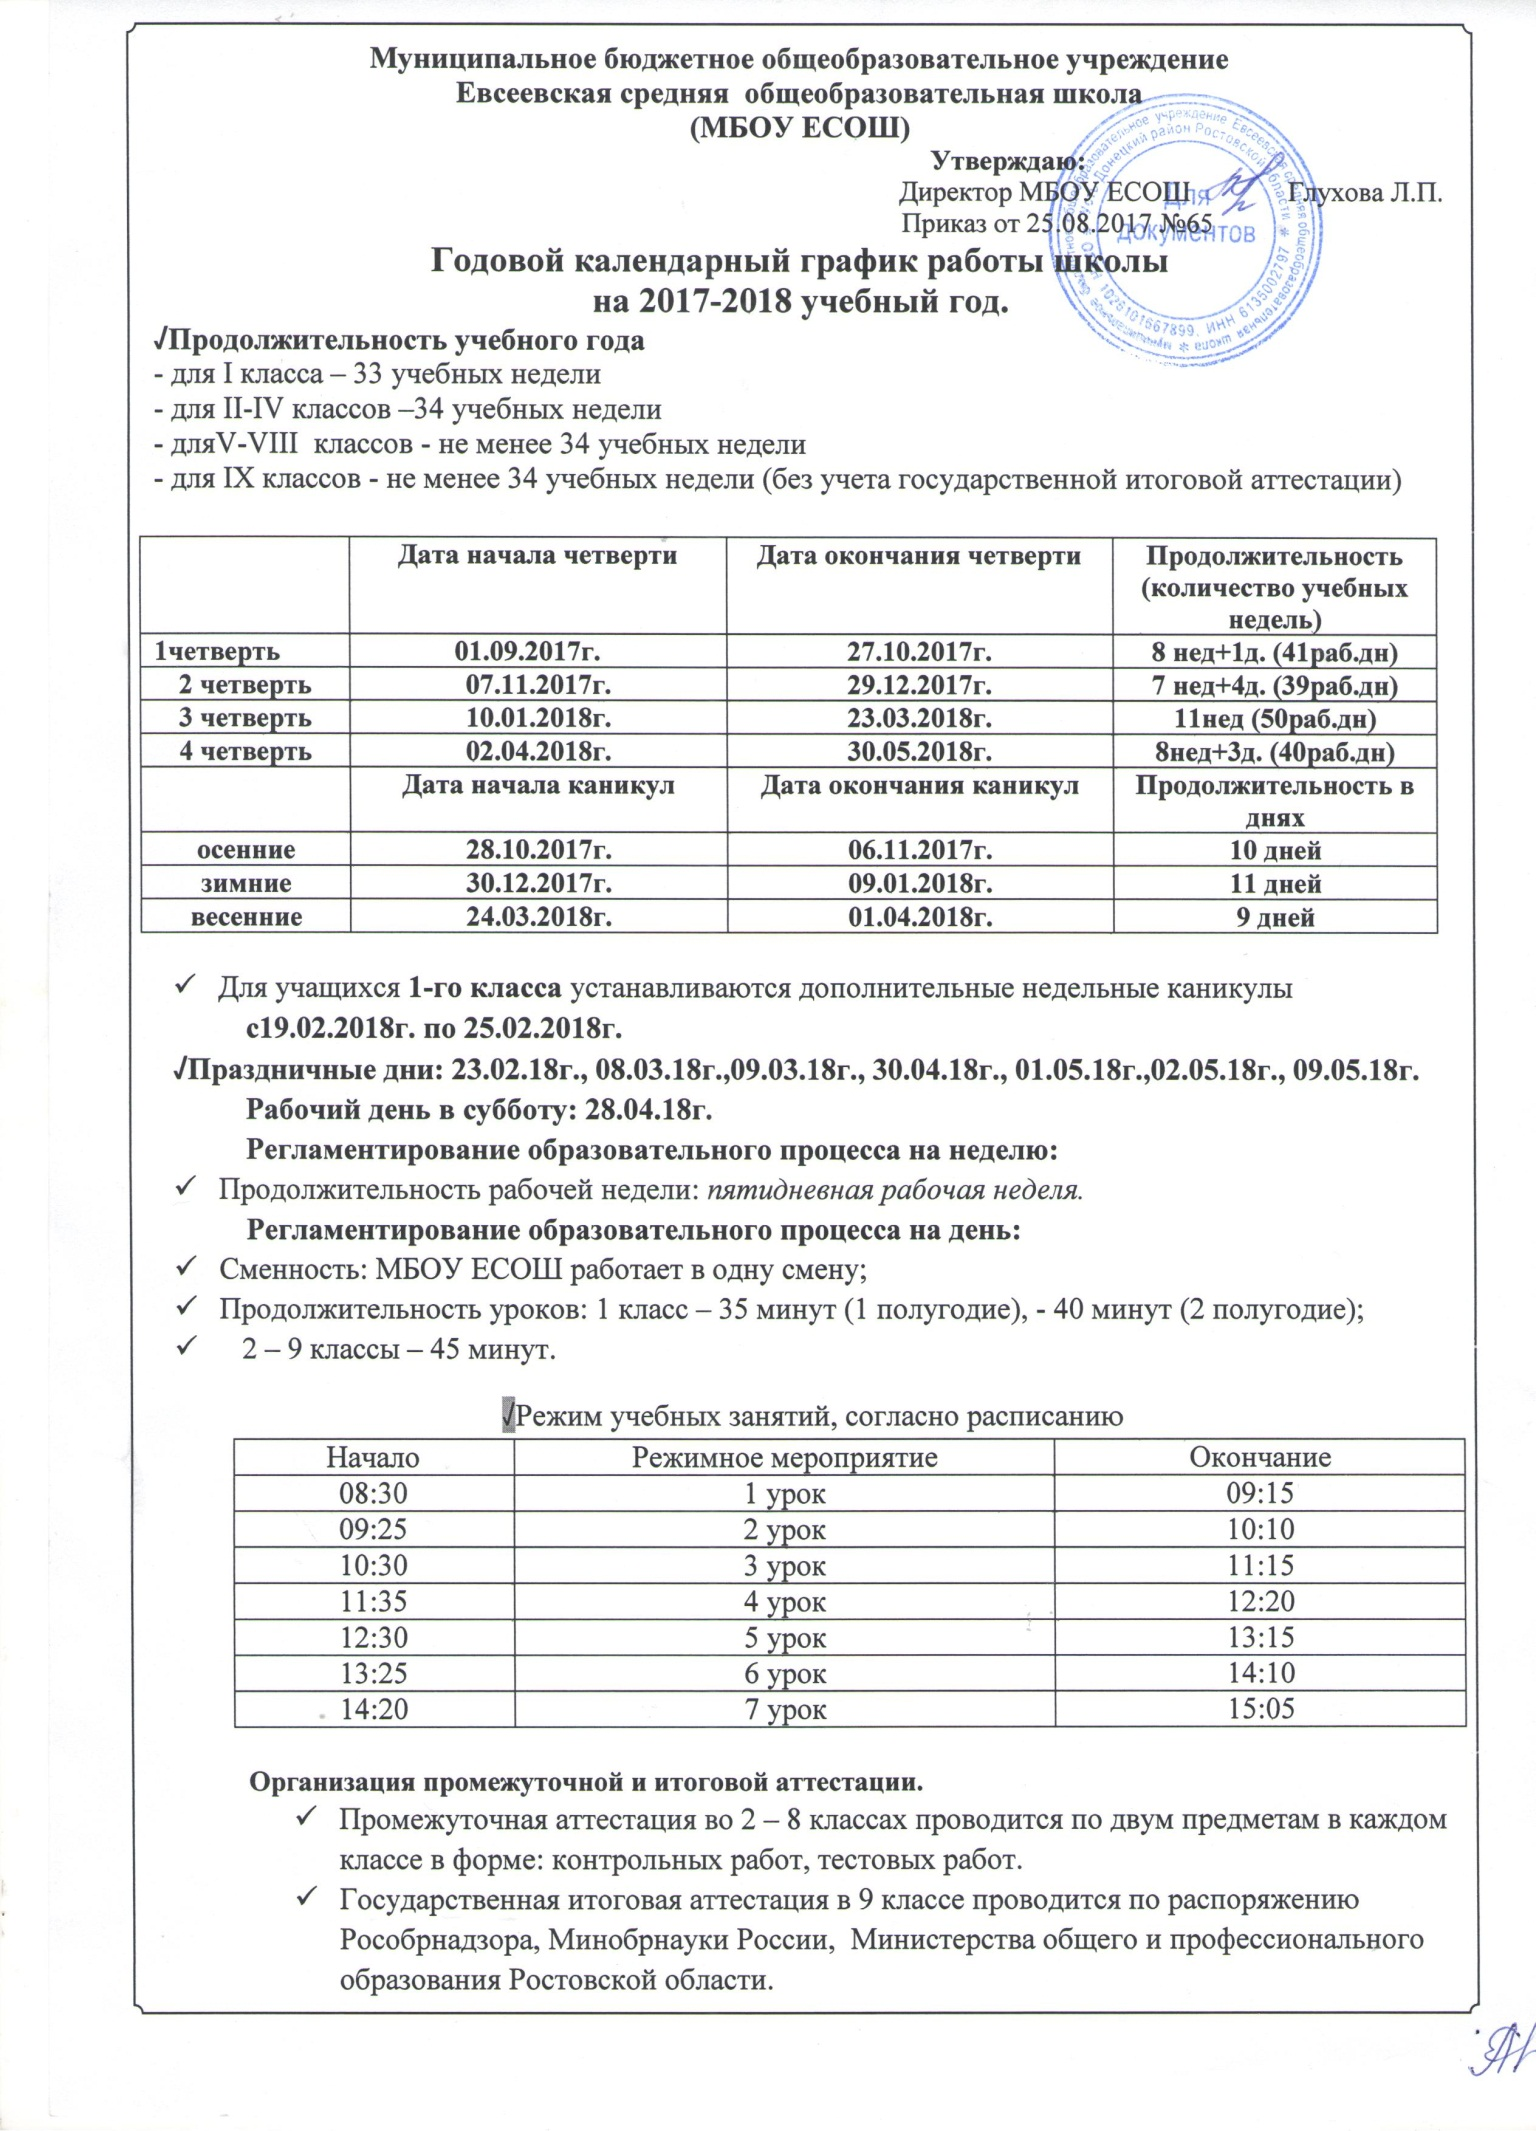 Муниципальное бюджетное общеобразовательное учреждение
Евсеевская средняя общеобразовательная школа
(МБОУ ЕСОШ)
Утверждаю:
Директор МБОУ ЕСОШ Глухова Л.П.
Приказ от 25.08.2017 №65
Для
документов
Годовой календарный график работы школы
на 2017-2018 учебный год.
√Продолжительность учебного года
- для I класса – 33 учебных недели
- для II-IV классов –34 учебных недели
- дляV-VIII классов - не менее 34 учебных недели
- для IX классов - не менее 34 учебных недели (без учета государственной итоговой аттестации)
Дата начала четверти Дата окончания четверти Продолжительность (количество учебных недель)
1четверть 01.09.2017г. 27.10.2017г. 8 нед+1д. (41раб.дн)
2 четверть 07.11.2017г. 29.12.2017г. 7 нед+4д. (39раб.дн)
3 четверть 10.01.2018г. 23.03.2018г. 11нед (50раб.дн)
4 четверть 02.04.2018г. 30.05.2018г. 8нед+3д. (40раб.дн)
Дата начала каникул Дата окончания каникул Продолжительность в днях
осенние 28.10.2017г. 06.11.2017г. 10 дней
зимние 30.12.2017г. 09.01.2018г. 11 дней
весенние 24.03.2018г. 01.04.2018г. 9 дней
✓ Для учащихся 1-го класса устанавливаются дополнительные недельные каникулы
с19.02.2018г. по 25.02.2018г.
√Праздничные дни: 23.02.18г., 08.03.18г.,09.03.18г., 30.04.18г., 01.05.18г.,02.05.18г., 09.05.18г.
Рабочий день в субботу: 28.04.18г.
Регламентирование образовательного процесса на неделю:
✓ Продолжительность рабочей недели: пятидневная рабочая неделя.
Регламентирование образовательного процесса на день:
✓ Сменность: МБОУ ЕСОШ работает в одну смену;
✓ Продолжительность уроков: 1 класс – 35 минут (1 полугодие), - 40 минут (2 полугодие);
✓ 2 – 9 классы – 45 минут.
√Режим учебных занятий, согласно расписанию
Начало Режимное мероприятие Окончание
08:30 1 урок 09:15
09:25 2 урок 10:10
10:30 3 урок 11:15
11:35 4 урок 12:20
12:30 5 урок 13:15
13:25 6 урок 14:10
14:20 7 урок 15:05
Организация промежуточной и итоговой аттестации.
✓ Промежуточная аттестация во 2 – 8 классах проводится по двум предметам в каждом
классе в форме: контрольных работ, тестовых работ.
✓ Государственная итоговая аттестация в 9 классе проводится по распоряжению
Рособрнадзора, Минобрнауки России, Министерства общего и профессионального
образования Ростовской области.